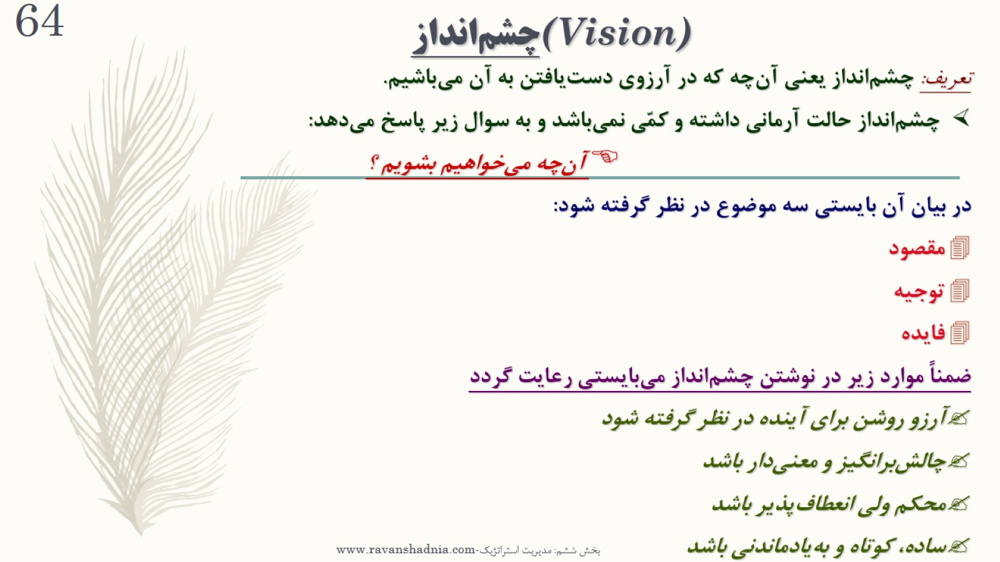 64
چشم‌انداز(Vision)
تعریف: چشم‌انداز یعنی آن‌چه که در آرزوی دست‌یافتن به آن می‌باشیم.
چشم‌انداز حالت آرمانی داشته و کمّی نمی‌باشد و به سوال زیر پاسخ می‌دهد:
آن‌چه می‌خواهیم بشویم ؟
در بیان آن بایستی سه موضوع در نظر گرفته شود:
مقصود
توجیه
فایده
ضمناً موارد زیر در نوشتن چشم‌انداز می‌بایستی رعایت گردد
آرزو روشن برای آینده در نظر گرفته شود
چالش‌برانگیز و معنی‌دار باشد
محکم ولی انعطاف‌پذیر باشد
ساده، کوتاه و به‌یادماندنی باشد
بخش ششم: مدیریت استراتژیک-www.ravanshadnia.com